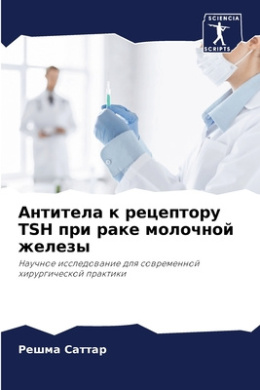 SCIENCIA
SCRIPTS
Антитела к рецептору
TSH при раке молочной
железы
Научное исследование для современной
хирургической практики
Решма Саттар